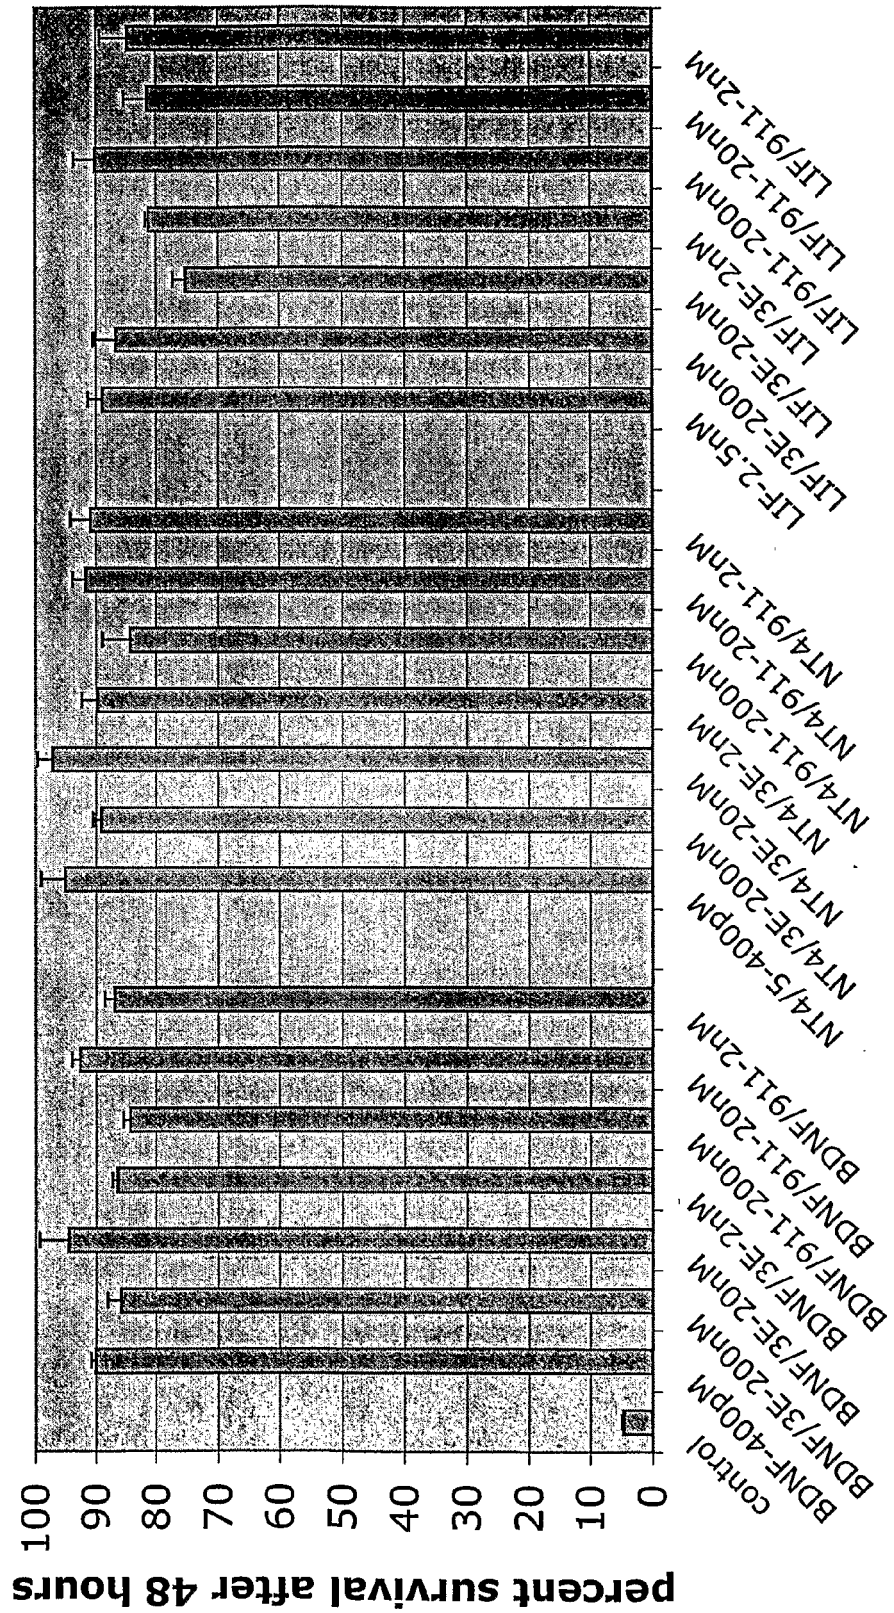 percent survival after 48 hours
100
90
80
70
60
50
40
30
20
10
0
control
BDNF-400pM
BDNF/3E-200nM
BDNF/3E-20nM
BDNF/3E-2nM
BDNF/911-200nM
BDNF/911-20nM
BDNF/911-2nM
NT4/5-400pM
NT4/3E-200nM
NT4/3E-20nM
NT4/3E-2nM
NT4/911-200nM
NT4/911-20nM
NT4/911-2nM
LIF-2.5nM
LIF/3E-200nM
LIF/3E-20nM
LIF/3E-2nM
LIF/911-200nM
LIF/911-20nM
LIF/911-2nM